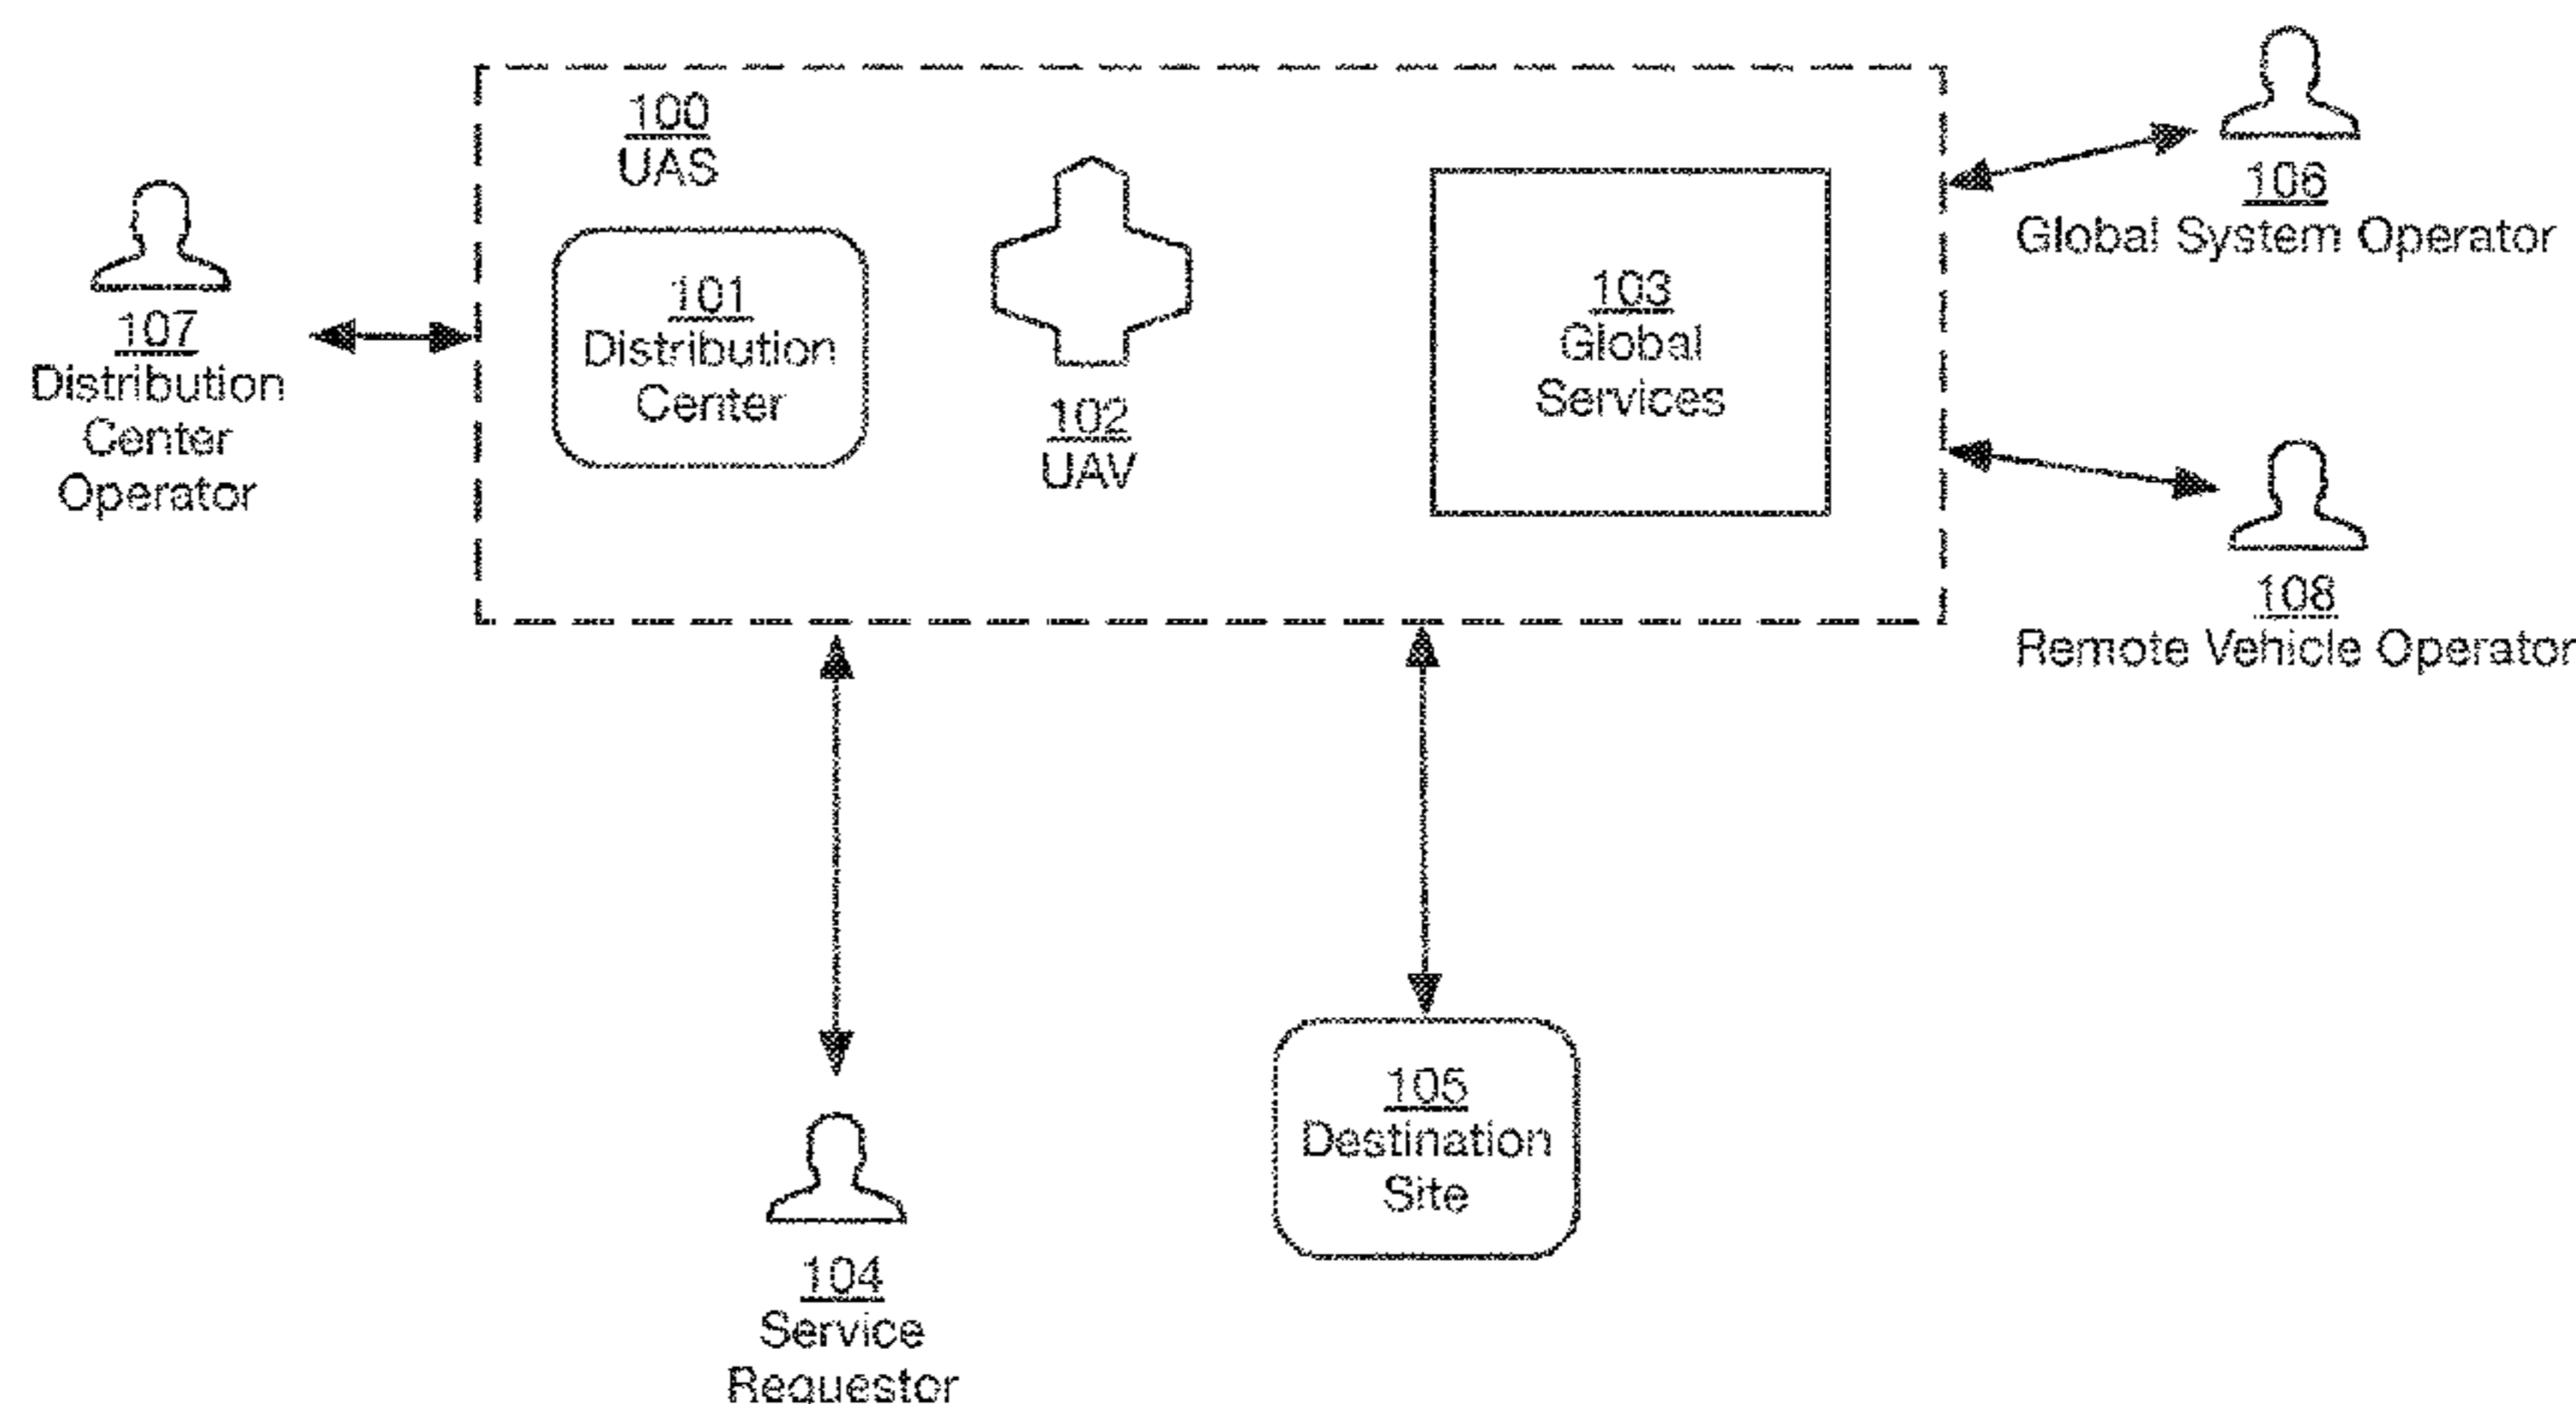 100
UAS
101
Distribution
Center
102
UAV
103
Global
Services
106
Global System Operator
107
Distribution
Center
Operator
108
Remote Vehicle Operator
105
Destination
Site
104
Service
Requestor